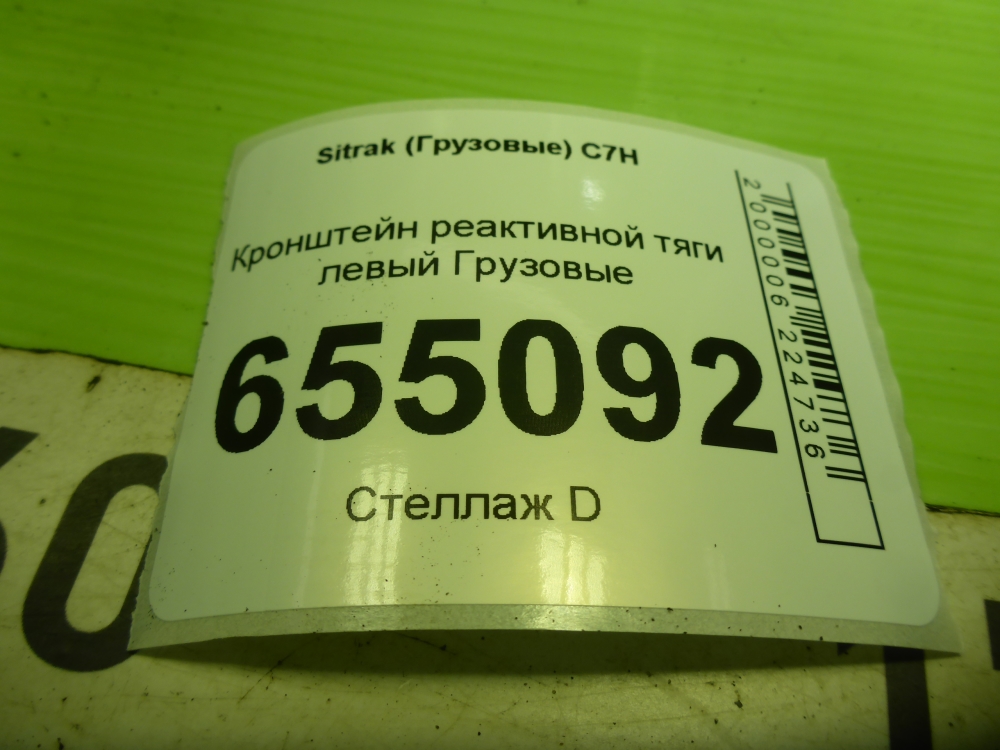 Sitrak (Грузовые) C7H
Кронштейн реактивной тяги
левый Грузовые
655092
Стеллаж D
2000006224736